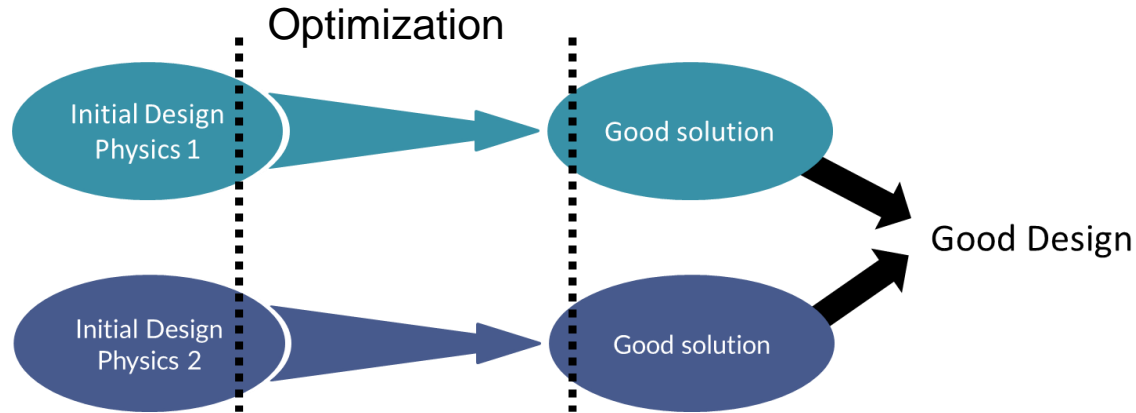 Optimization
Initial Design
Physics 1
Good solution
Good Design
Initial Design
Physics 2
Good solution